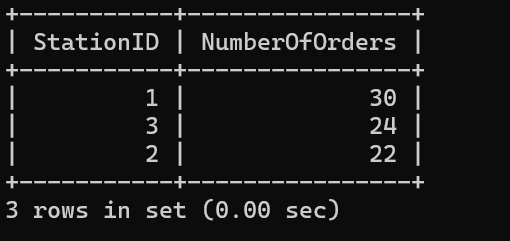 +-----------+----------------+
| StationID | NumberOfOrders |
+-----------+----------------+
|         1 |             30 |
|         3 |             24 |
|         2 |             22 |
+-----------+----------------+
3 rows in set (0.00 sec)